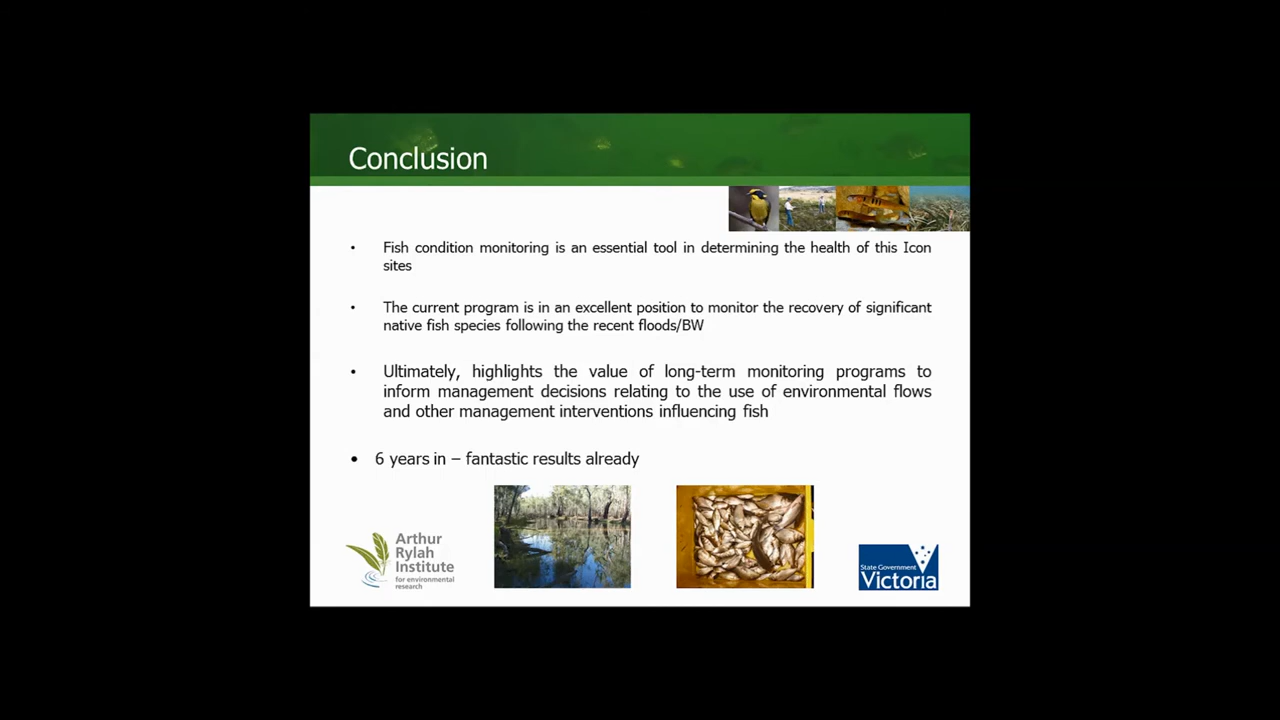 Conclusion
• Fish condition monitoring is an essential tool in determining the health of this Icon
sites
• The current program is in an excellent position to monitor the recovery of significant
native fish species following the recent floods/BW
• Ultimately, highlights the value of long-term monitoring programs to
inform management decisions relating to the use of environmental flows
and other management interventions influencing fish
• 6 years in – fantastic results already
Arthur
Rylah
Institute
for environmental
research
State Government
Victoria